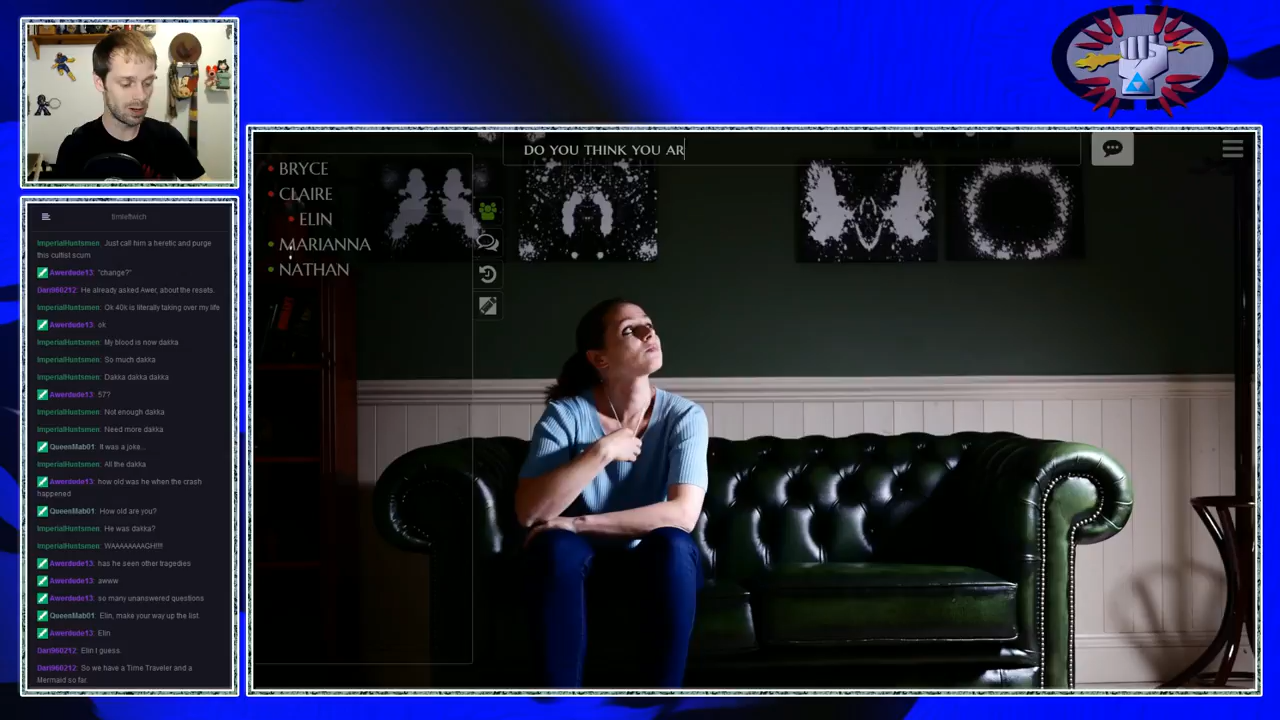 DO YOU THINK YOU AR
BRYCE
CLAIRE
ELIN
MARIANNA
NATHAN
timleftwich
ImperialHuntsmen: Just call him a heretic and purge
this cultist scum
Awerdude13: "change?"
Dart960212: He already asked Awer, about the resets.
ImperialHuntsmen: Ok 40k is literally taking over my life
Awerdude13: ok
ImperialHuntsmen: My blood is now dakka
ImperialHuntsmen: So much dakka
ImperialHuntsmen: Dakka dakka dakka
Awerdude13: 57?
ImperialHuntsmen: Not enough dakka
ImperialHuntsmen: Need more dakka
QueenMab01: It was a joke...
ImperialHuntsmen: All the dakka
Awerdude13: how old was he when the crash
happened
QueenMab01: How old are you?
ImperialHuntsmen: He was dakka?
ImperialHuntsmen: WAAAAAAAGH!!!!
Awerdude13: has he seen other tragedies
Awerdude13: awww
Awerdude13: so many unanswered questions
QueenMab01: Elin, make your way up the list.
Awerdude13: Elin
Dart960212: Elin I guess.
Dart960212: So we have a Time Traveler and a
Mermaid so far.